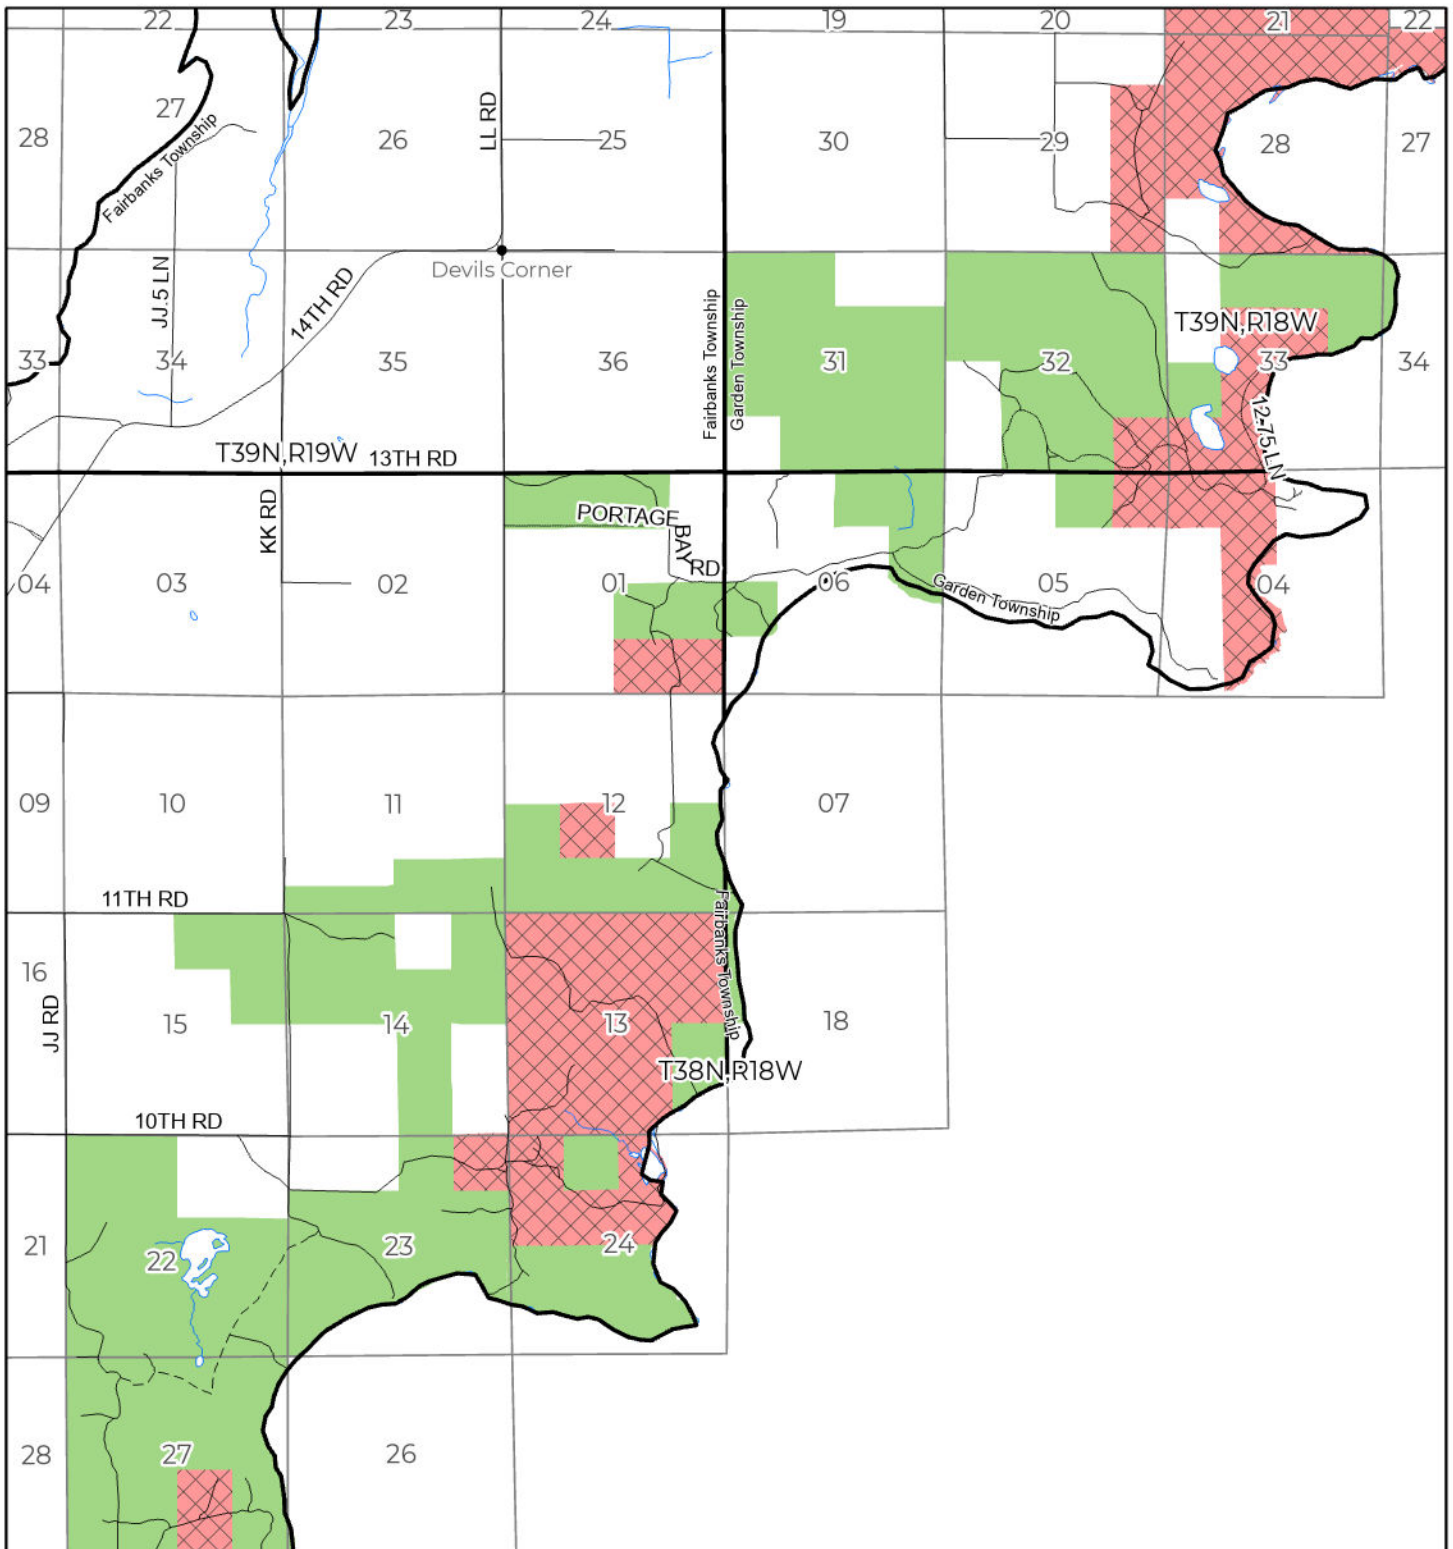 22 23 24 19 20 21 22
27
28 26 LL RD 25 30 29 28 27
Fairbanks Township
Devils Corner
JJ.5 LN
14TH RD
Fairbanks Township
Garden Township
T39N,R18W
33 34 35 36 31 32 33 34
12-75 LN
T39N,R19W 13TH RD
KK RD
PORTAGE
BAY
RD
04 03 02 01 06 05 04
Garden Township
09 10 11 12 07
11TH RD
Fairbanks Township
16
JJ RD
15 14 13 18
T38N,R18W
10TH RD
21 22 23 24
28 27 26